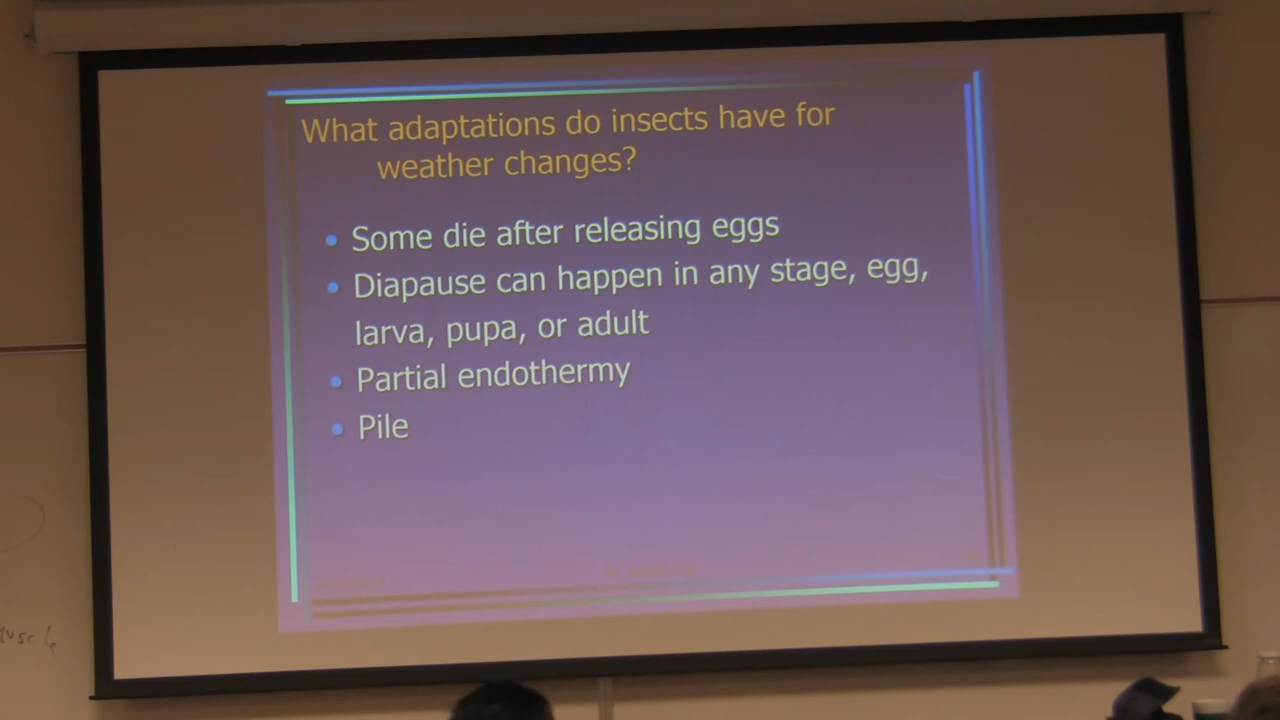 What adaptations do insects have for
weather changes?
• Some die after releasing eggs
• Diapause can happen in any stage, egg,
larva, pupa, or adult
• Partial endothermy
• Pile